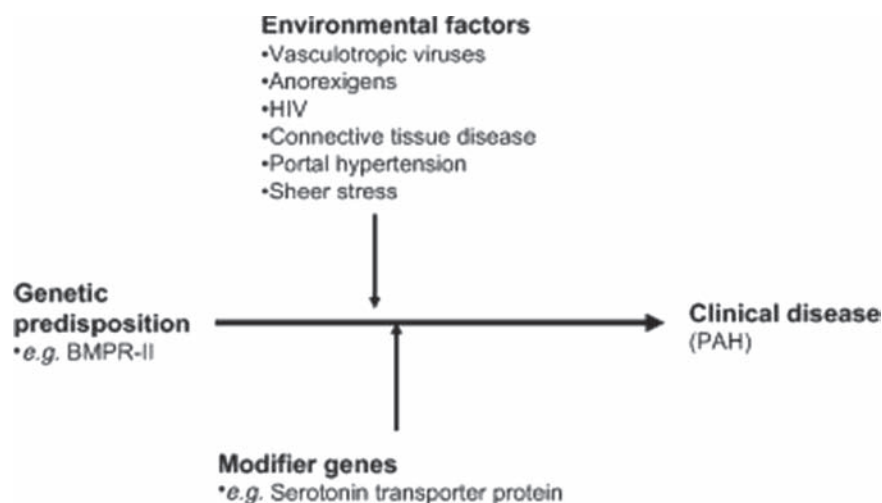 Environmental factors
•Vasculotropic viruses
•Anorexigens
•HIV
•Connective tissue disease
•Portal hypertension
•Sheer stress
Genetic
predisposition
•e.g. BMPR-II
Clinical disease
(PAH)
Modifier genes
•e.g. Serotonin transporter protein